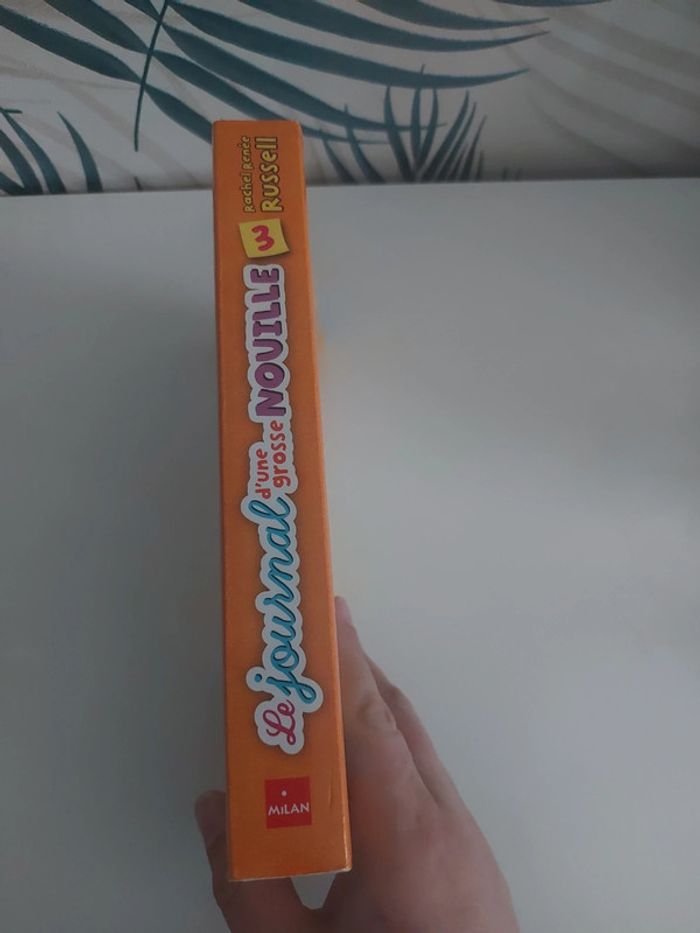 Rachel Renée
Russell
3
Le journal
d'une
grosse
NOUILLE
MiLAN